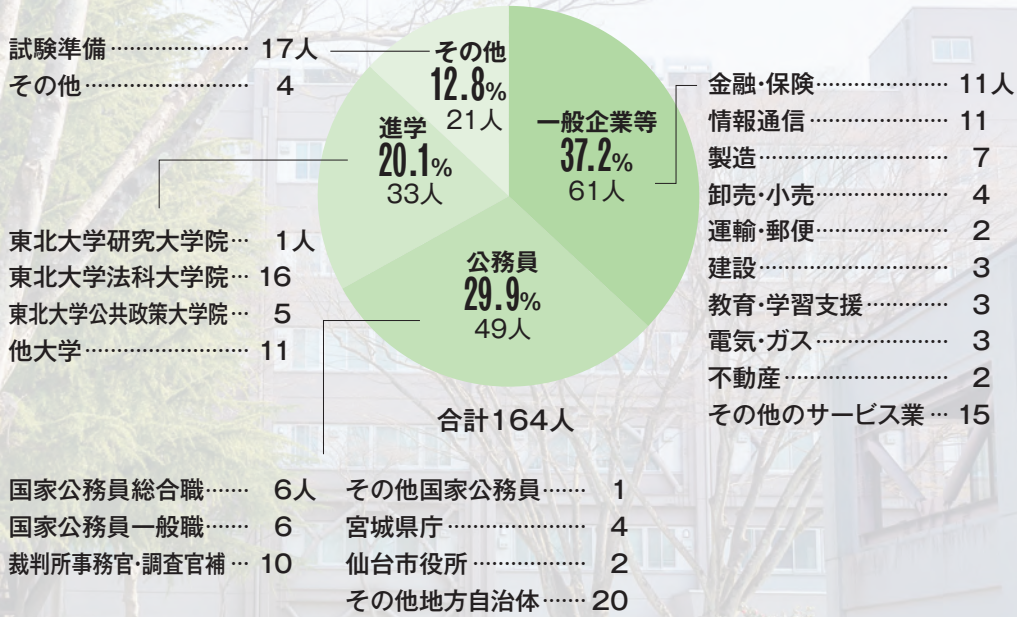 試験準備…………………17人
その他……………………4
その他
12.8%
21人
進学
20.1%
33人
一般企業等
37.2%
61人
公務員
29.9%
49人
東北大学研究大学院…1人
東北大学法科大学院…16
東北大学公共政策大学院…5
他大学……………………11
金融・保険………………11人
情報通信…………………11
製造………………………7
卸売・小売………………4
運輸・郵便………………2
建設………………………3
教育・学習支援…………3
電気・ガス………………3
不動産……………………2
その他のサービス業…15
合計164人
国家公務員総合職……6人
国家公務員一般職……6
裁判所事務官・調査官補…10
その他国家公務員……1
宮城県庁…………………4
仙台市役所………………2
その他地方自治体……20